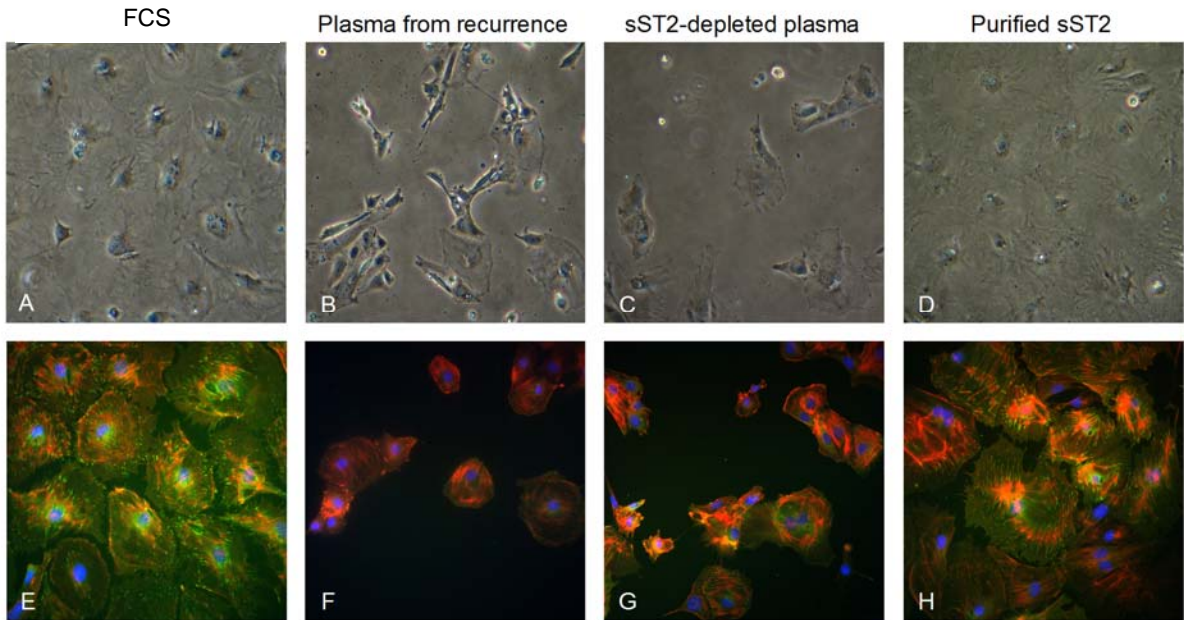 FCS
Plasma from recurrence
sST2-depleted plasma
Purified sST2
A
B
C
D
E
F
G
H